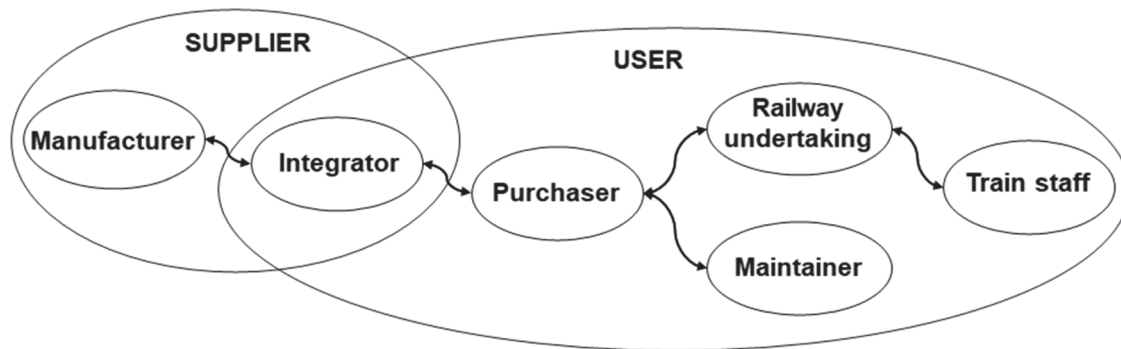 SUPPLIER
USER
Manufacturer
Integrator
Purchaser
Railway
undertaking
Train staff
Maintainer